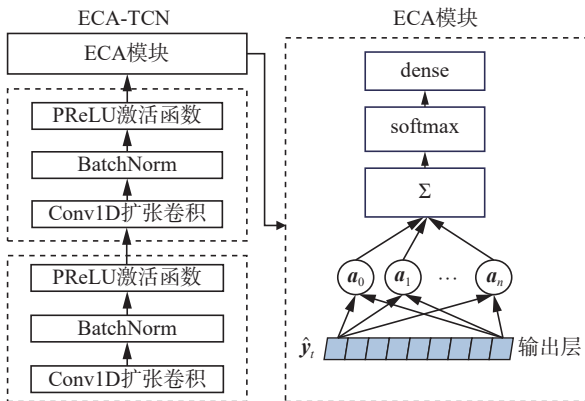 ECA-TCN
ECA模块
PReLU激活函数
BatchNorm
Conv1D扩张卷积
PReLU激活函数
BatchNorm
Conv1D扩张卷积
ECA模块
dense
softmax
Σ
a₀ a₁ … aₙ
ŷₜ 输出层